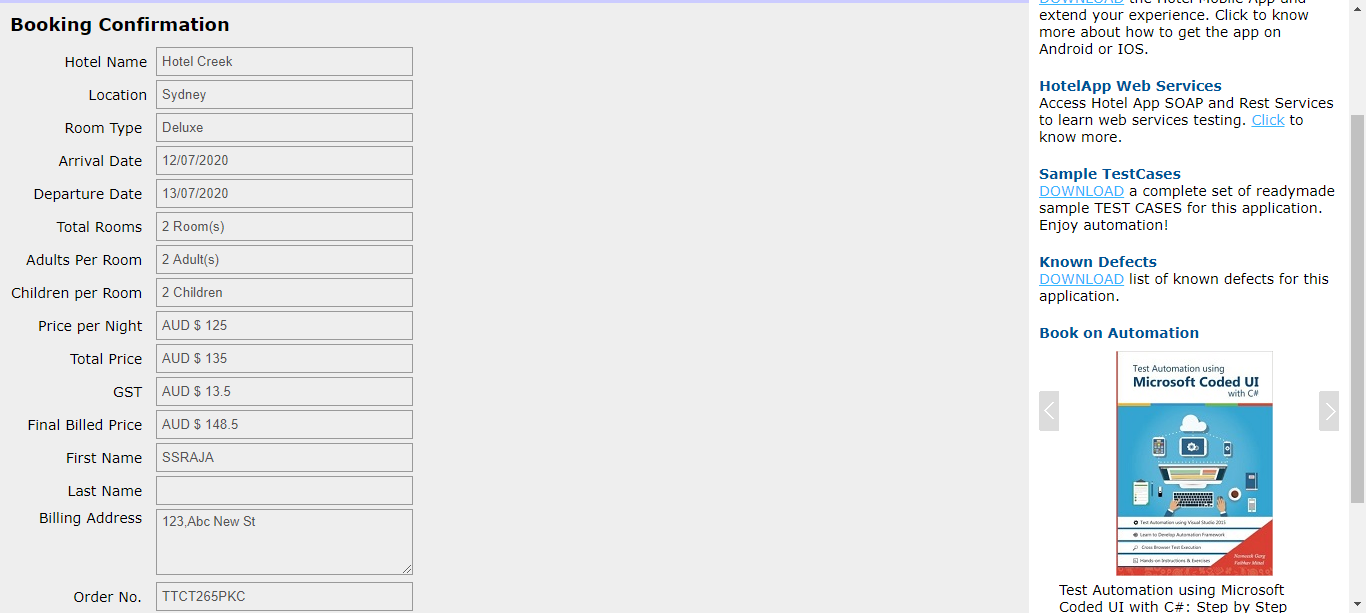 Booking Confirmation
Hotel Name Hotel Creek
Location Sydney
Room Type Deluxe
Arrival Date 12/07/2020
Departure Date 13/07/2020
Total Rooms 2 Room(s)
Adults Per Room 2 Adult(s)
Children per Room 2 Children
Price per Night AUD $ 125
Total Price AUD $ 135
GST AUD $ 13.5
Final Billed Price AUD $ 148.5
First Name SSRAJA
Last Name
Billing Address 123,Abc New St
Order No. TTCT265PKC
DOWNLOAD the Hotel Mobile App and
extend your experience. Click to know
more about how to get the app on
Android or IOS.
HotelApp Web Services
Access Hotel App SOAP and Rest Services
to learn web services testing. Click to
know more.
Sample TestCases
DOWNLOAD a complete set of readymade
sample TEST CASES for this application.
Enjoy automation!
Known Defects
DOWNLOAD list of known defects for this
application.
Book on Automation
Test Automation using
Microsoft Coded UI
with C#
Test Automation using Visual Studio 2015
Learn to Develop Automation Framework
Cross Browser Test Execution
Hands-on Instructions & Exercises
Navneesh Garg
Test Automation using Microsoft
Coded UI with C#: Step by Step